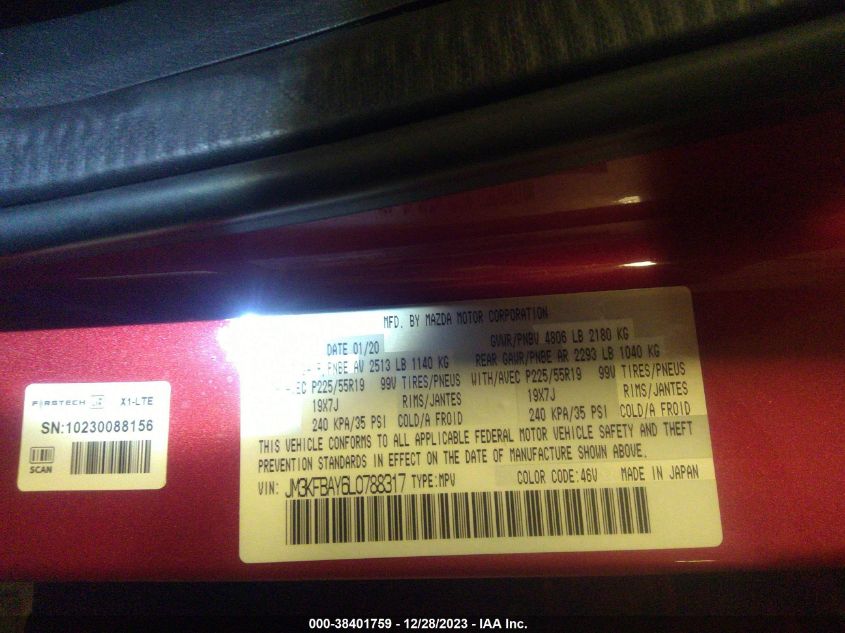 MFD. BY MAZDA MOTOR CORPORATION
DATE 01/20 GVWR/PNBV 4806 LB 2180 KG
PNBE AV 2513 LB 1140 KG REAR GAWR/PNBE AR 2293 LB 1040 KG
AVEC P225/55R19 99V TIRES/PNEUS WITH/AVEC P225/55R19 99V TIRES/PNEUS
19X7J RIMS/JANTES 19X7J RIMS/JANTES
240 KPA/35 PSI COLD/A FROID 240 KPA/35 PSI COLD/A FROID
THIS VEHICLE CONFORMS TO ALL APPLICABLE FEDERAL MOTOR VEHICLE SAFETY AND THEFT
PREVENTION STANDARDS IN EFFECT ON THE DATE OF MANUFACTURE SHOWN ABOVE.
VIN: JM3KFBAY6L0788317 TYPE:MPV COLOR CODE:46V MADE IN JAPAN
FIRSTECH X1-LTE
SN:10230088156
SCAN
000-38401759 - 12/28/2023 - IAA Inc.